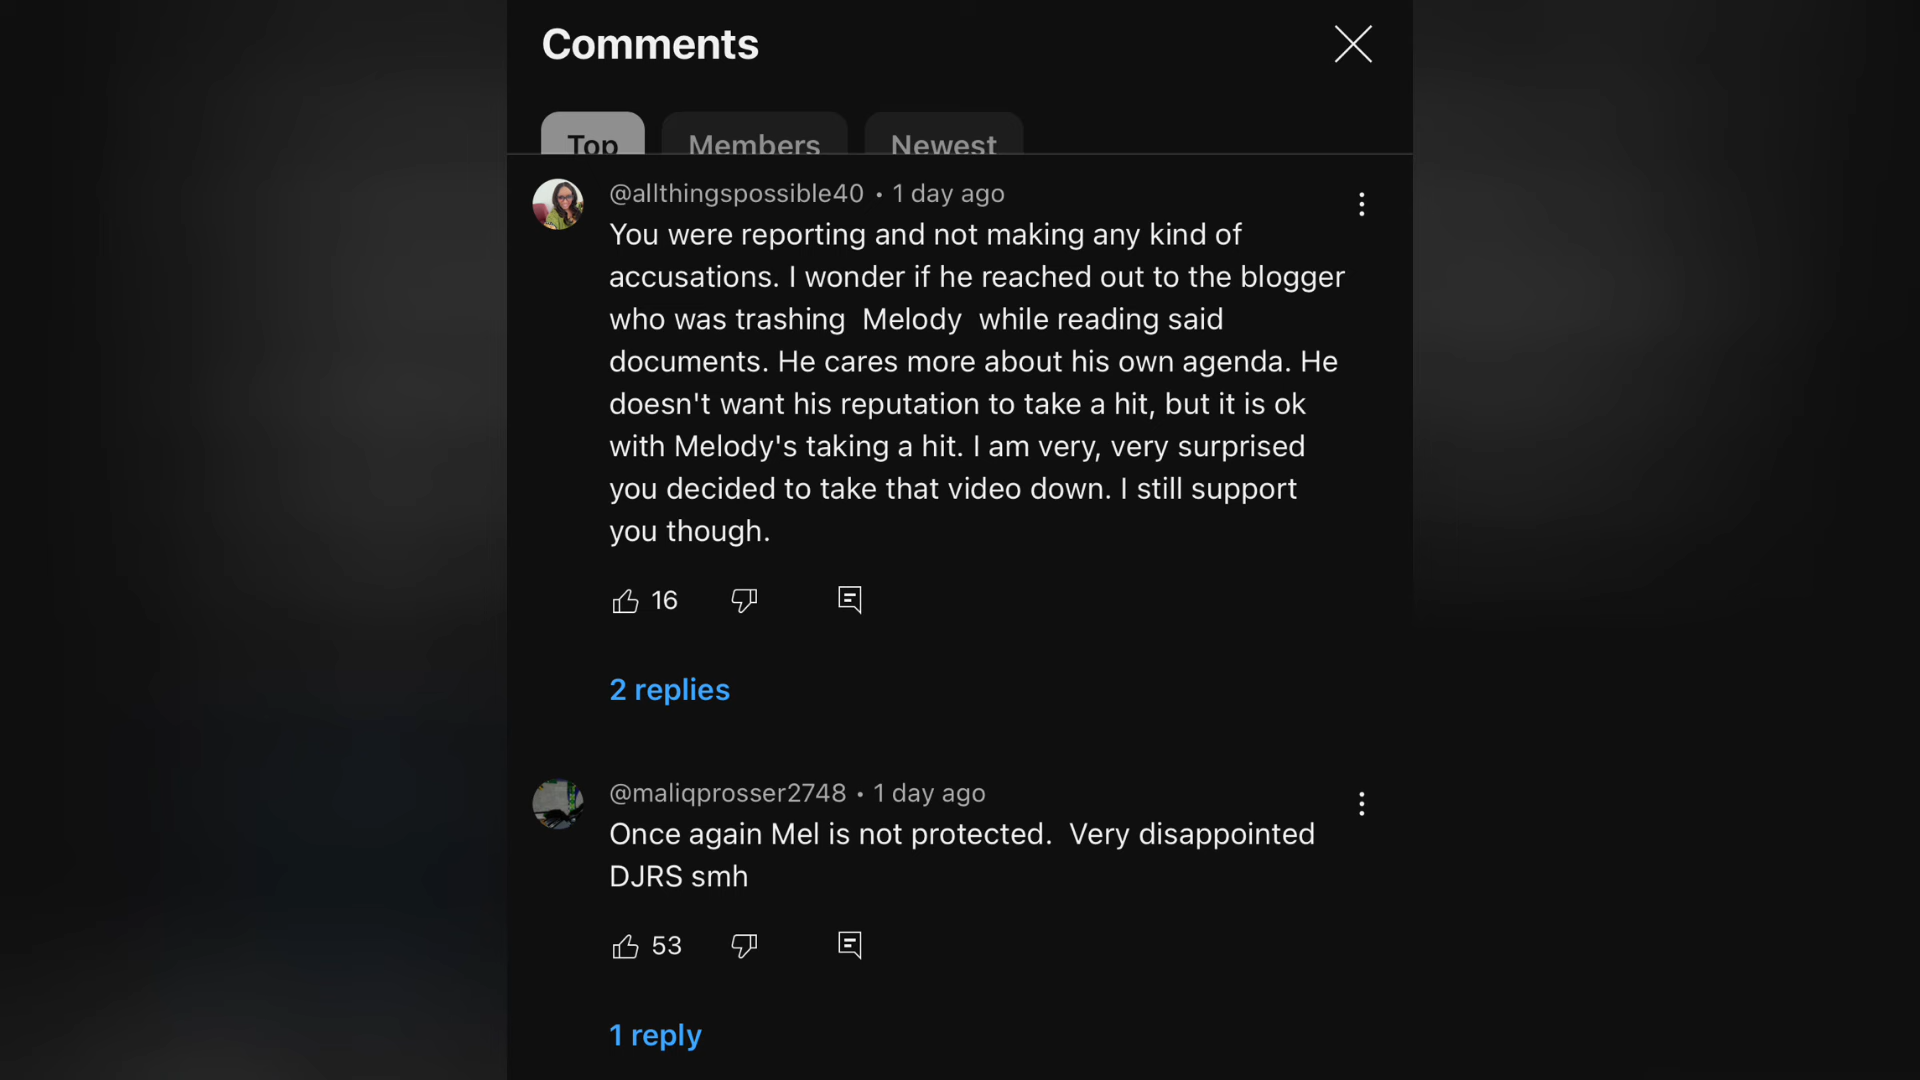 Comments
Top Members Newest
@allthingspossible40 • 1 day ago
You were reporting and not making any kind of
accusations. I wonder if he reached out to the blogger
who was trashing  Melody  while reading said
documents. He cares more about his own agenda. He
doesn't want his reputation to take a hit, but it is ok
with Melody's taking a hit. I am very, very surprised
you decided to take that video down. I still support
you though.
16
2 replies
@maliqprosser2748 • 1 day ago
Once again Mel is not protected.  Very disappointed
DJRS smh
53
1 reply